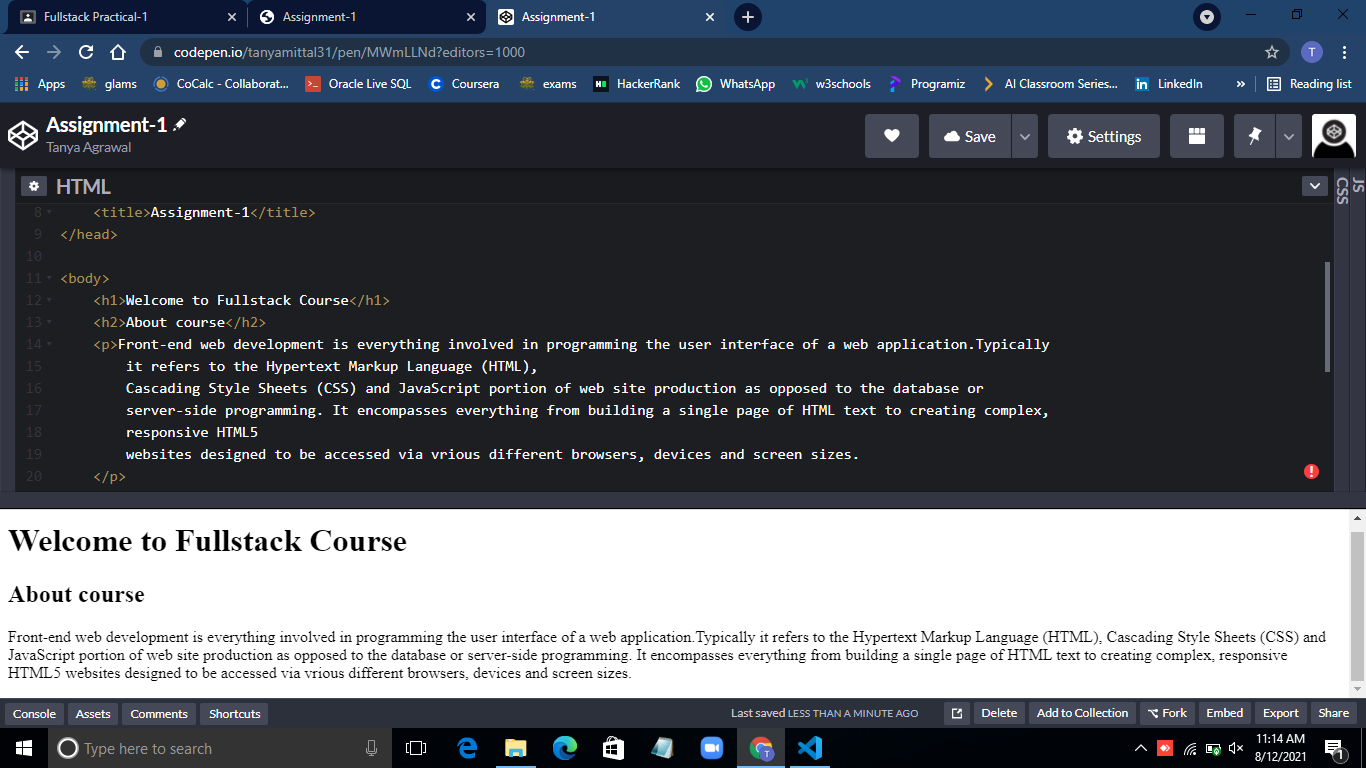 Fullstack Practical-1
Assignment-1
Assignment-1
codepen.io/tanyamittal31/pen/MWmLLNd?editors=1000
T
Apps
glams
CoCalc - Collaborat...
Oracle Live SQL
Coursera
exams
HackerRank
WhatsApp
w3schools
Programiz
AI Classroom Series...
LinkedIn
»
Reading list
Assignment-1
Tanya Agrawal
Save
Settings
HTML
CSS
JS
8 <title>Assignment-1</title>
9 </head>
10
11 <body>
12 <h1>Welcome to Fullstack Course</h1>
13 <h2>About course</h2>
14 <p>Front-end web development is everything involved in programming the user interface of a web application.Typically
15 it refers to the Hypertext Markup Language (HTML),
16 Cascading Style Sheets (CSS) and JavaScript portion of web site production as opposed to the database or
17 server-side programming. It encompasses everything from building a single page of HTML text to creating complex,
18 responsive HTML5
19 websites designed to be accessed via vrious different browsers, devices and screen sizes.
20 </p>
Welcome to Fullstack Course
About course
Front-end web development is everything involved in programming the user interface of a web application.Typically it refers to the Hypertext Markup Language (HTML), Cascading Style Sheets (CSS) and
JavaScript portion of web site production as opposed to the database or server-side programming. It encompasses everything from building a single page of HTML text to creating complex, responsive
HTML5 websites designed to be accessed via vrious different browsers, devices and screen sizes.
Console
Assets
Comments
Shortcuts
Last saved LESS THAN A MINUTE AGO
Delete
Add to Collection
Fork
Embed
Export
Share
Type here to search
11:14 AM
8/12/2021
1